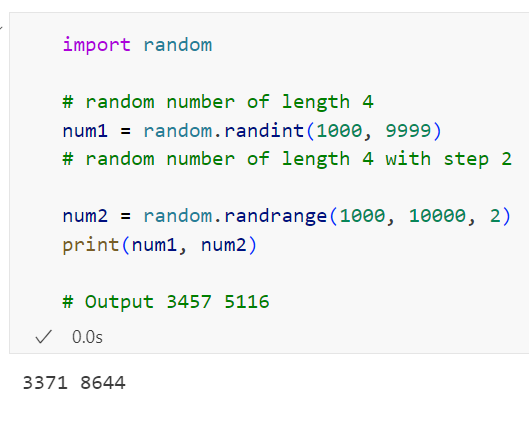 import random
# random number of length 4
num1 = random.randint(1000, 9999)
# random number of length 4 with step 2
num2 = random.randrange(1000, 10000, 2)
print(num1, num2)
# Output 3457 5116
0.0s
3371 8644